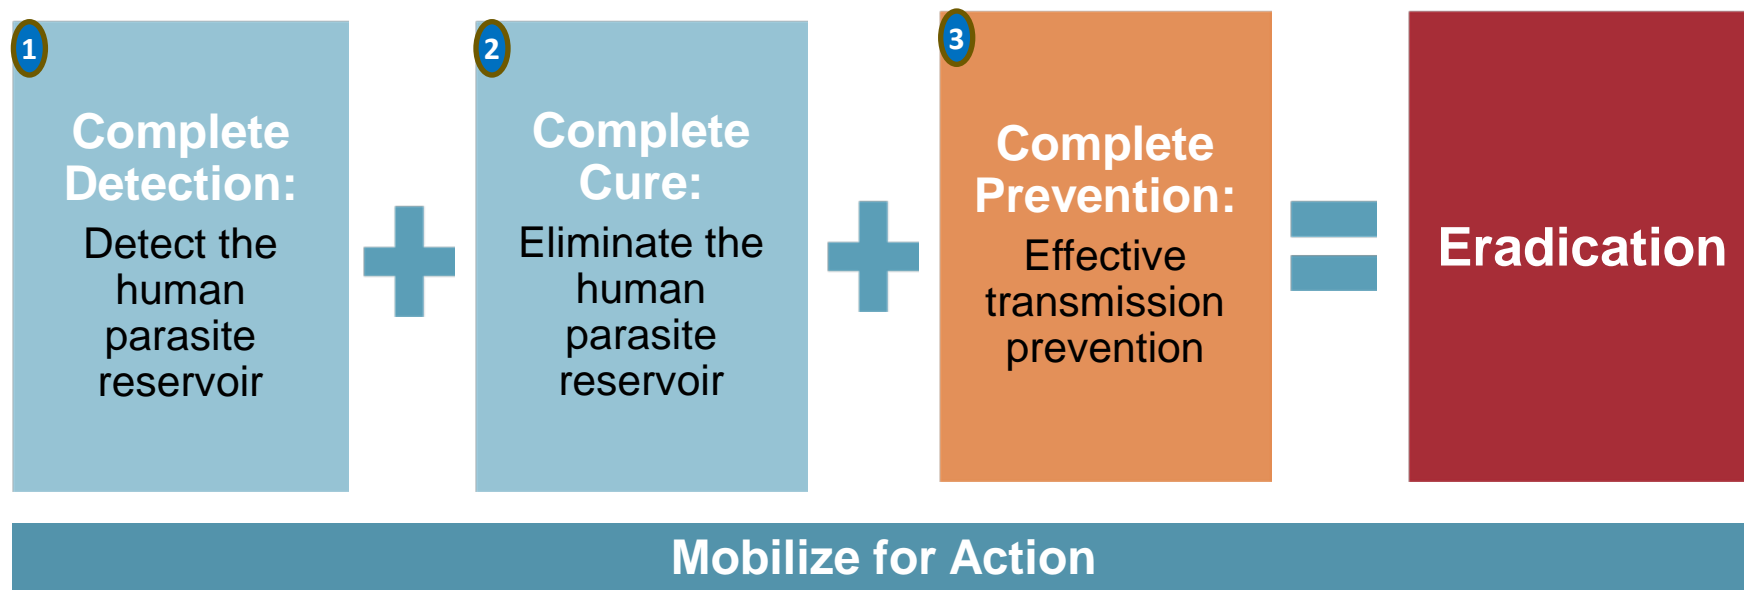 1
Complete
Detection:
Detect the
human
parasite
reservoir
2
Complete
Cure:
Eliminate the
human
parasite
reservoir
3
Complete
Prevention:
Effective
transmission
prevention
Eradication
Mobilize for Action